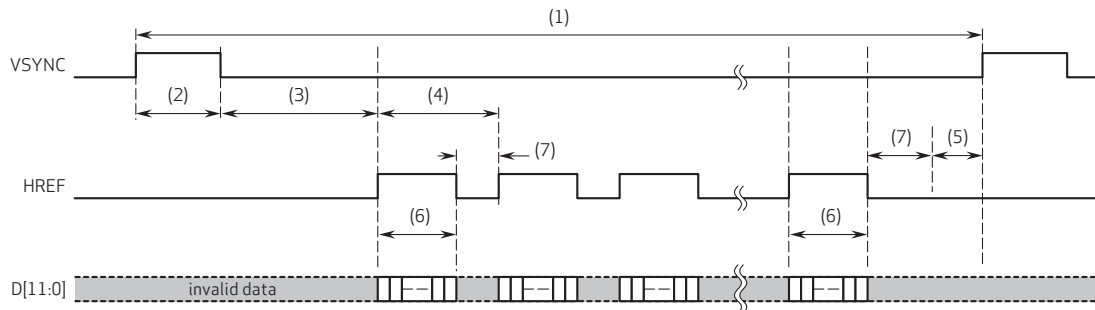 (1)
VSYNC
(2) (3) (4)
(7) (7) (5)
HREF
(6) (6)
D[11:0] invalid data